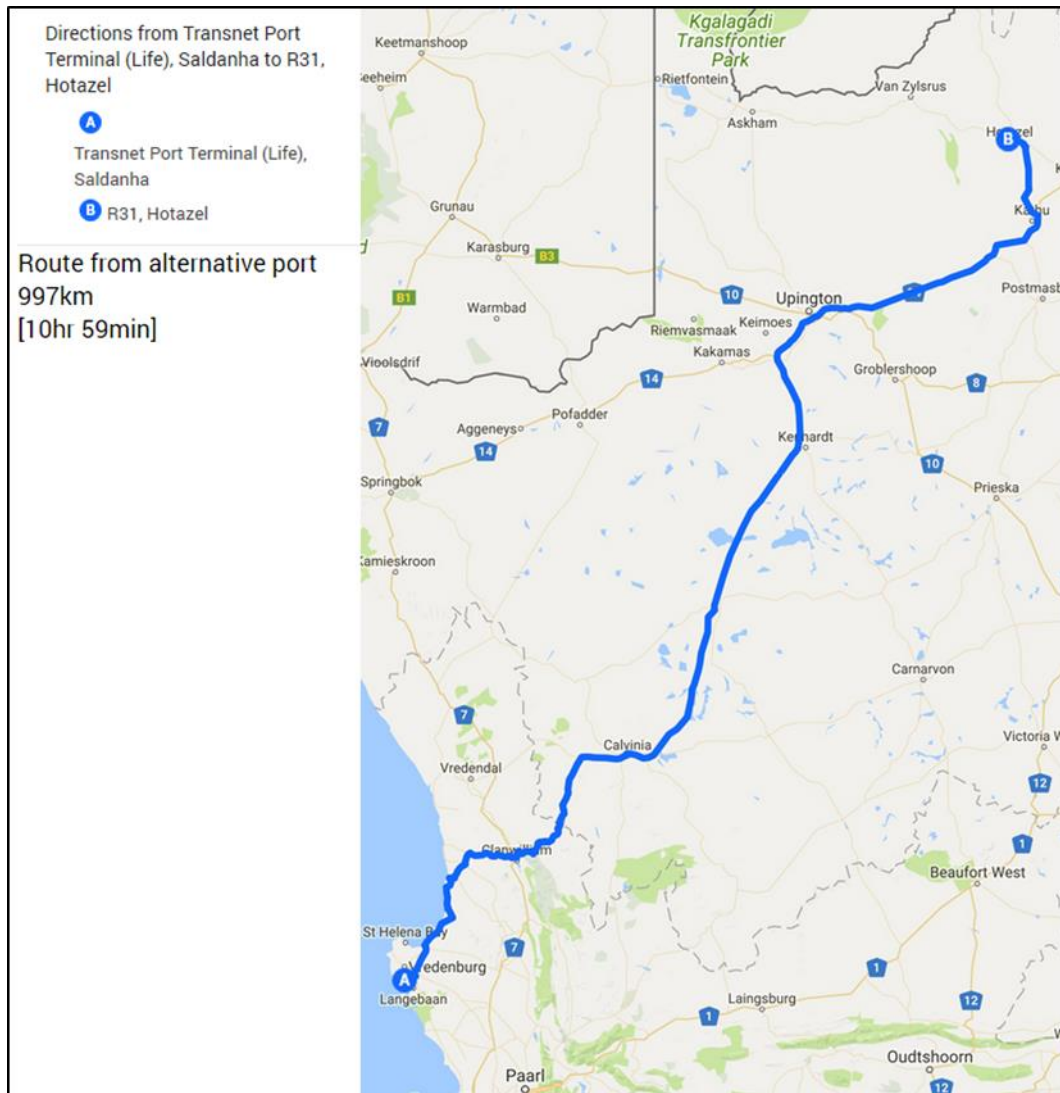 Directions from Transnet Port
Terminal (Life), Saldanha to R31,
Hotazel
A
Transnet Port Terminal (Life),
Saldanha
B R31, Hotazel
Route from alternative port
997km
[10hr 59min]
Kgalagadi
Transfrontier
Park
Keetmanshoop
Seeheim
Rietfontein
Van Zylsrus
Askham
B
Grunau
Karasburg
B3
B1
Warmbad
10
Upington
Postmasb
Riemvasmaak
Keimoes
Kakamas
Vioolsdrif
14
Groblershoop
8
7
Aggeneys
Pofadder
14
Kenhardt
10
Springbok
Prieska
Kamieskroon
Carnarvon
7
Calvinia
Victoria W
Vredendal
12
1
Clanwilliam
Beaufort West
St Helena Bay
7
Vredenburg
A
Langebaan
1
Laingsburg
12
1
Oudtshoorn
Paarl
12